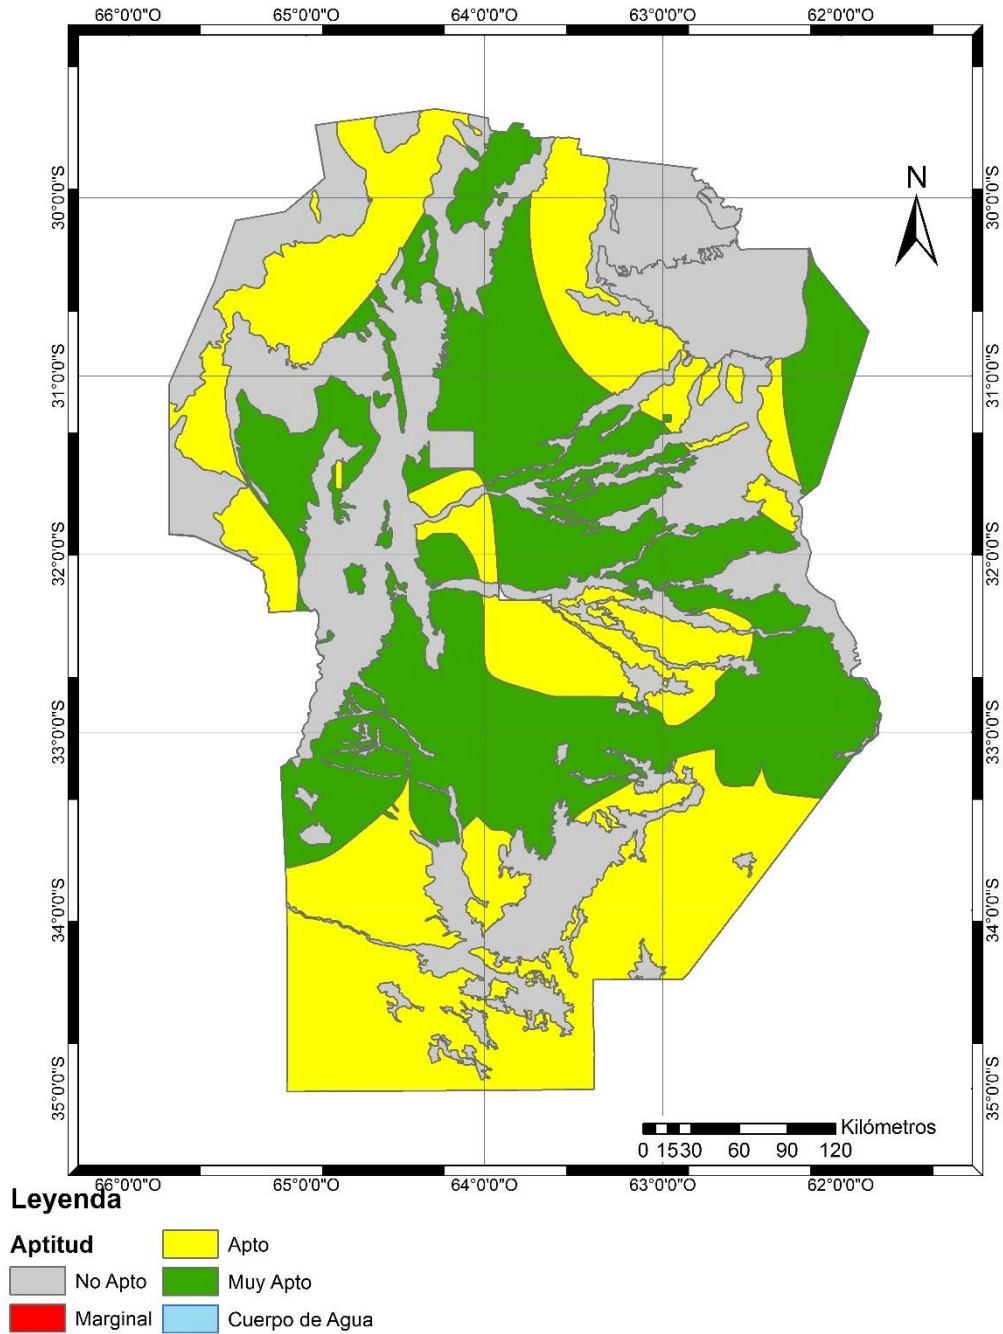 66°0'0"O 65°0'0"O 64°0'0"O 63°0'0"O 62°0'0"O
30°0'0"S 30°0'0"S
N
31°0'0"S 31°0'0"S
32°0'0"S 32°0'0"S
33°0'0"S 33°0'0"S
34°0'0"S 34°0'0"S
35°0'0"S 35°0'0"S
Kilómetros
0 15 30 60 90 120
66°0'0"O 65°0'0"O 64°0'0"O 63°0'0"O 62°0'0"O
Leyenda
Aptitud Apto
No Apto Muy Apto
Marginal Cuerpo de Agua